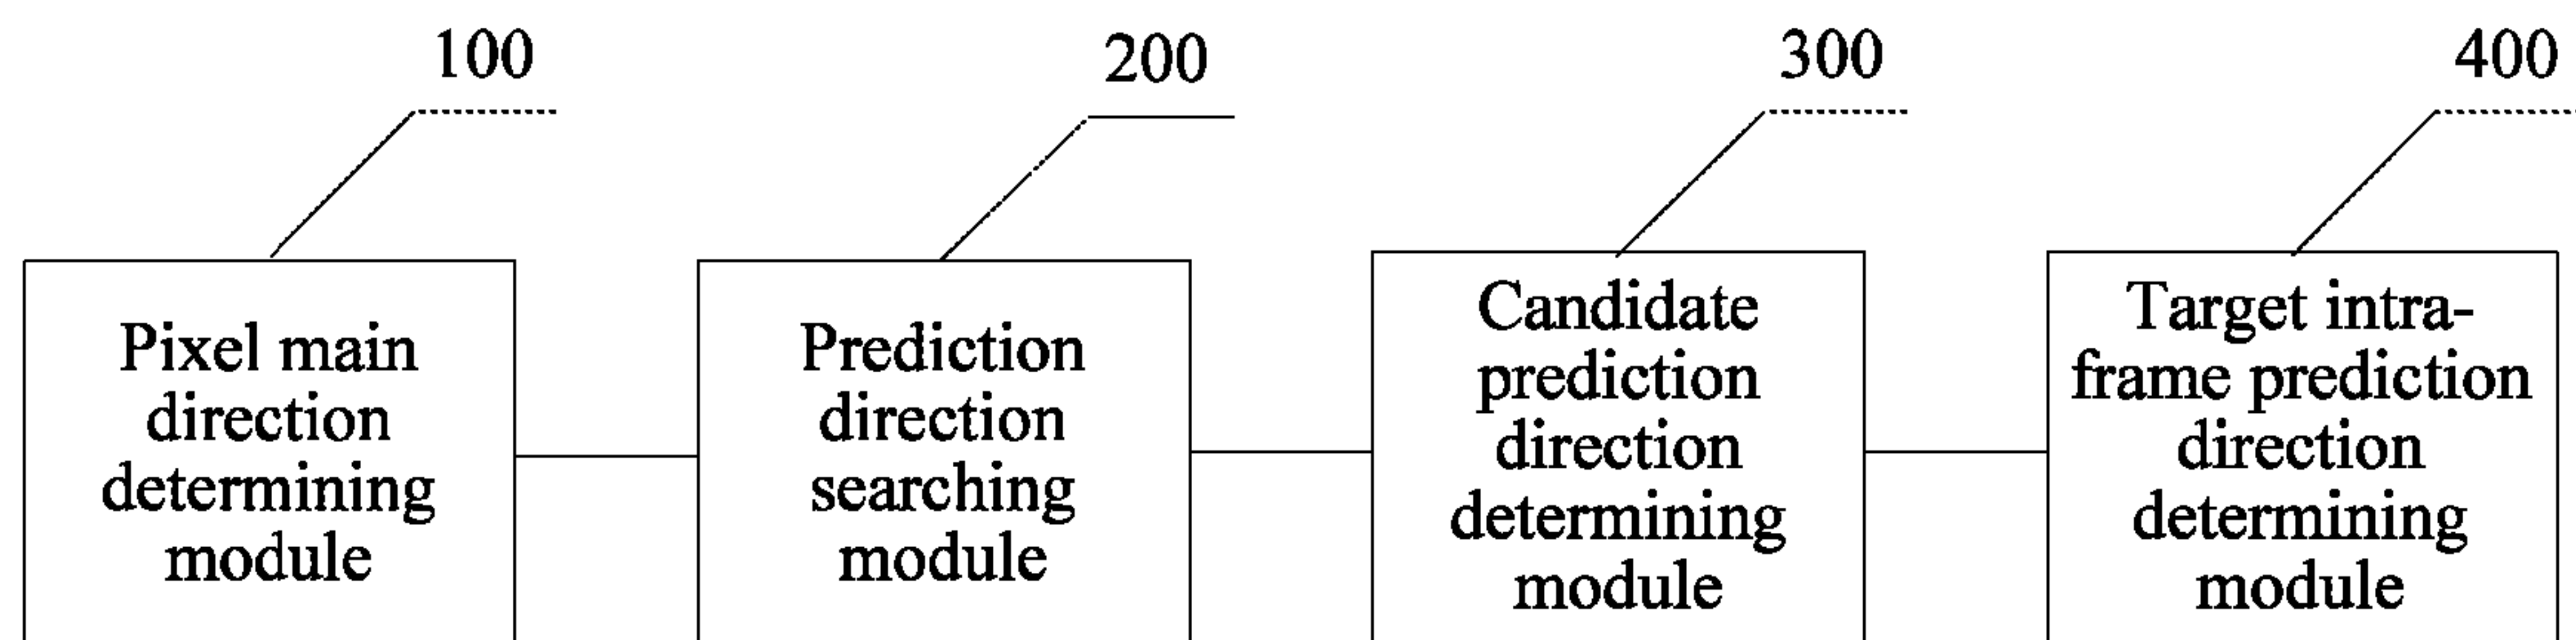 100
200
300
400
Pixel main
direction
determining
module
Prediction
direction
searching
module
Candidate
prediction
direction
determining
module
Target intra-
frame prediction
direction
determining
module